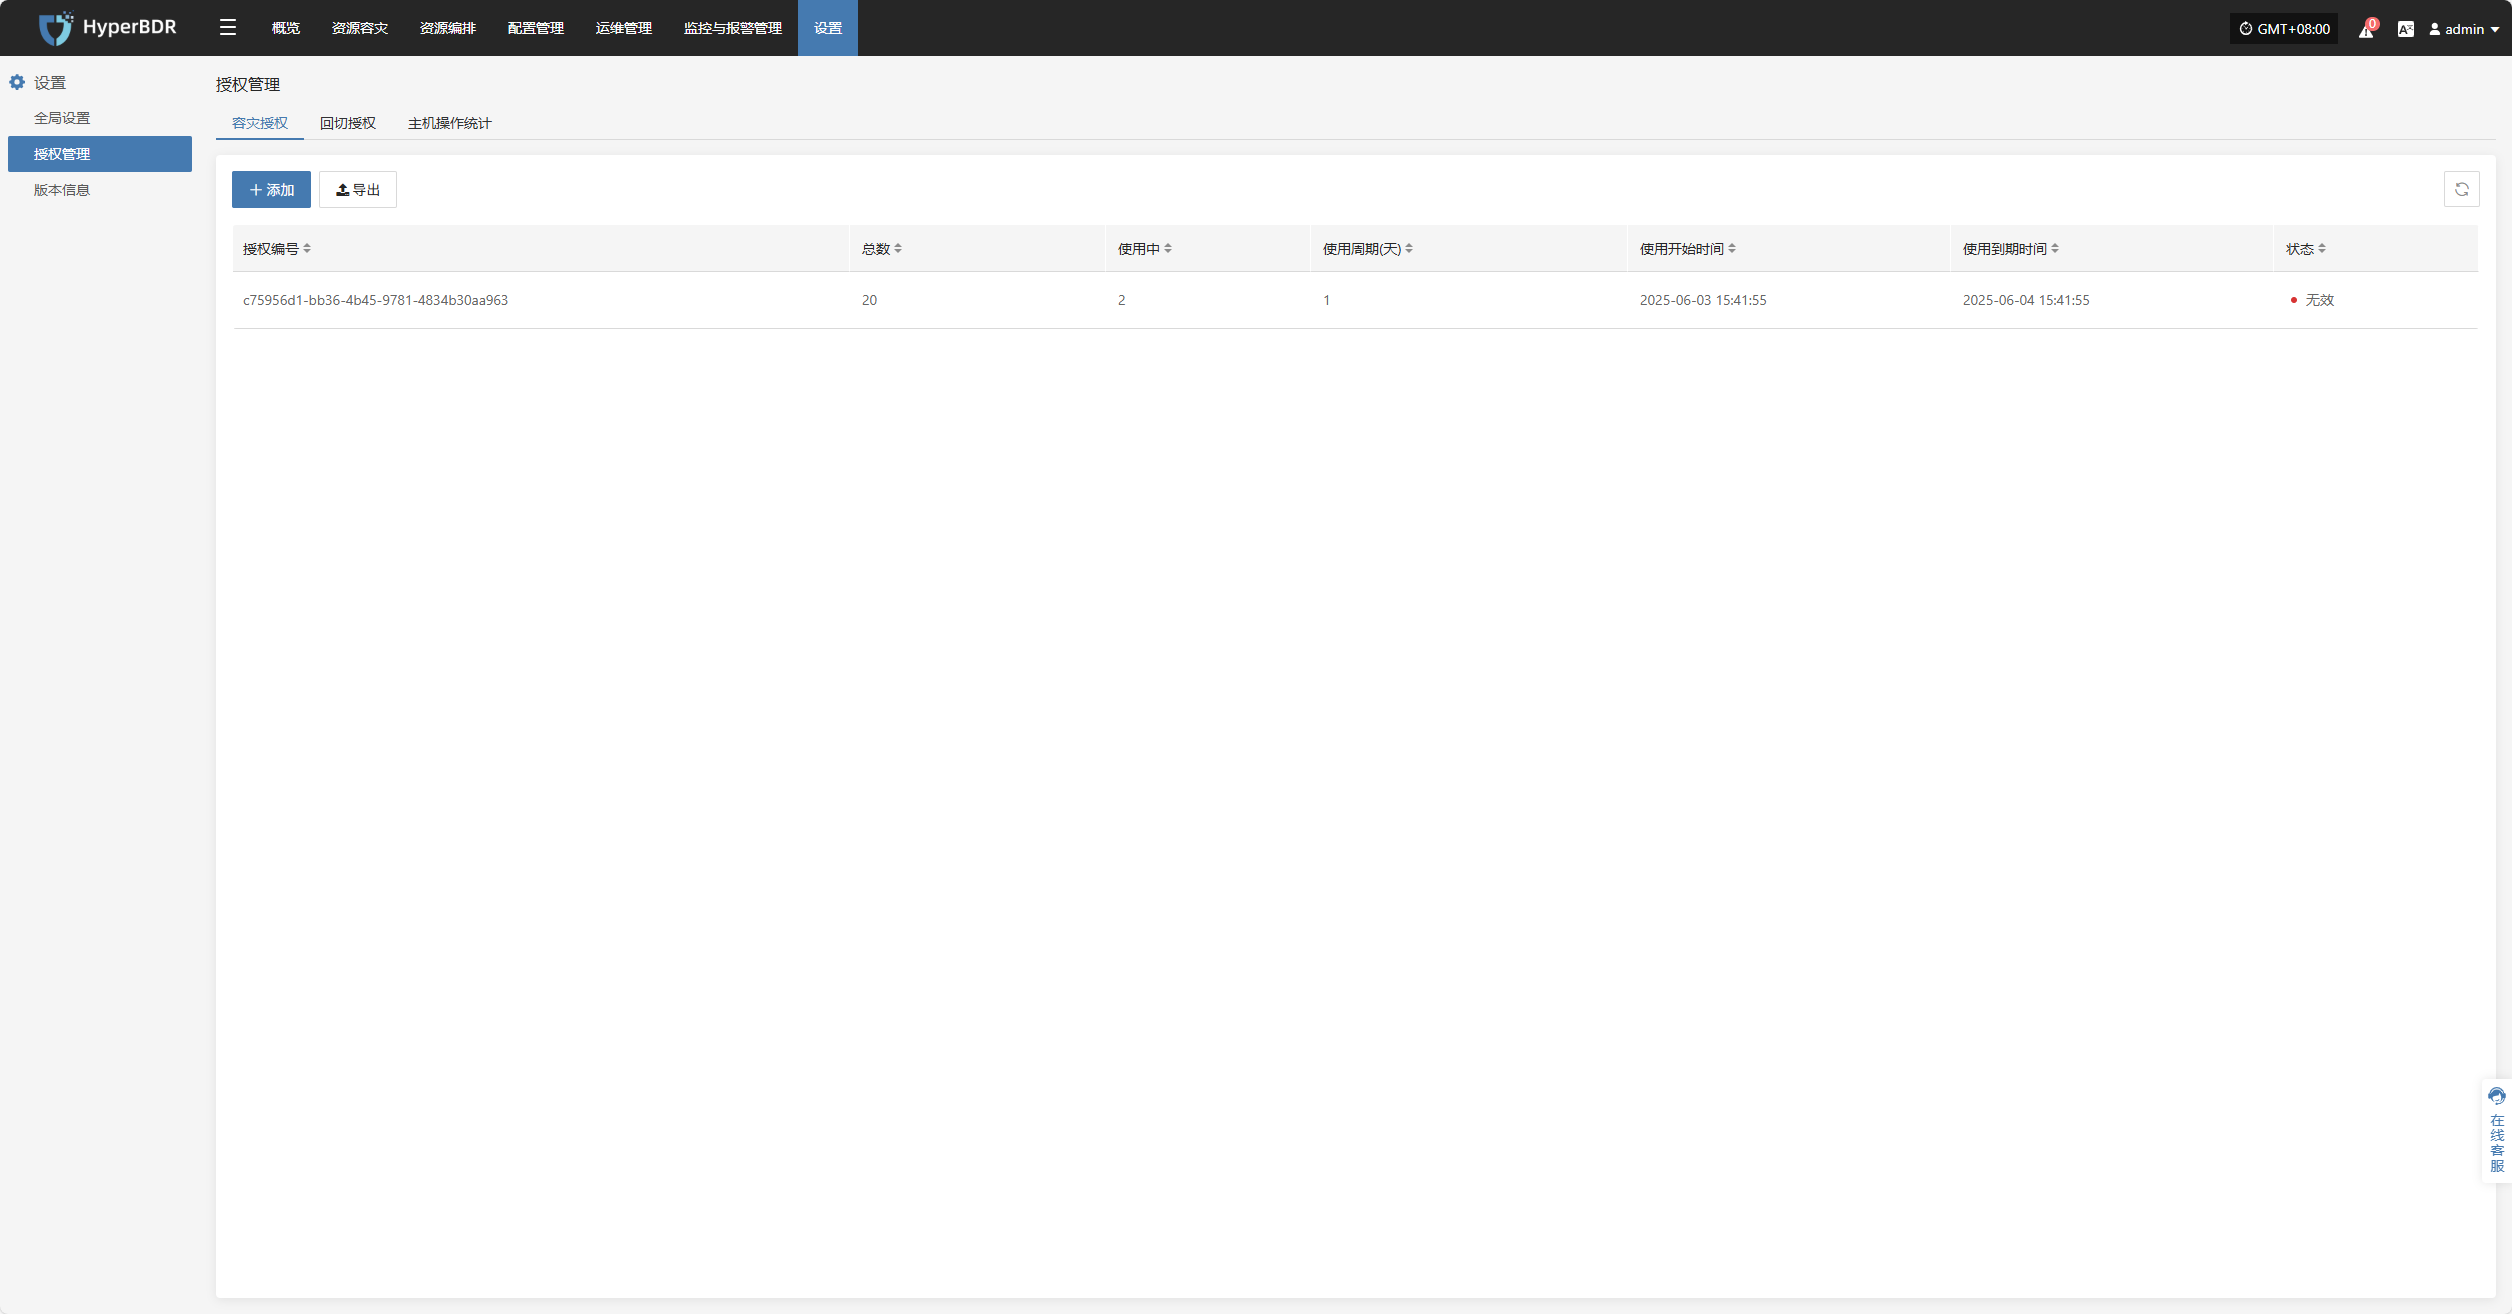 HyperBDR
概览 资源容灾 资源编排 配置管理 运维管理 监控与报警管理 设置
GMT+08:00
0
admin
设置
全局设置
授权管理
版本信息
授权管理
容灾授权 回切授权 主机操作统计
添加 导出
授权编号 总数 使用中 使用周期(天) 使用开始时间 使用到期时间 状态
c75956d1-bb36-4b45-9781-4834b30aa963 20 2 1 2025-06-03 15:41:55 2025-06-04 15:41:55 无效
在线客服